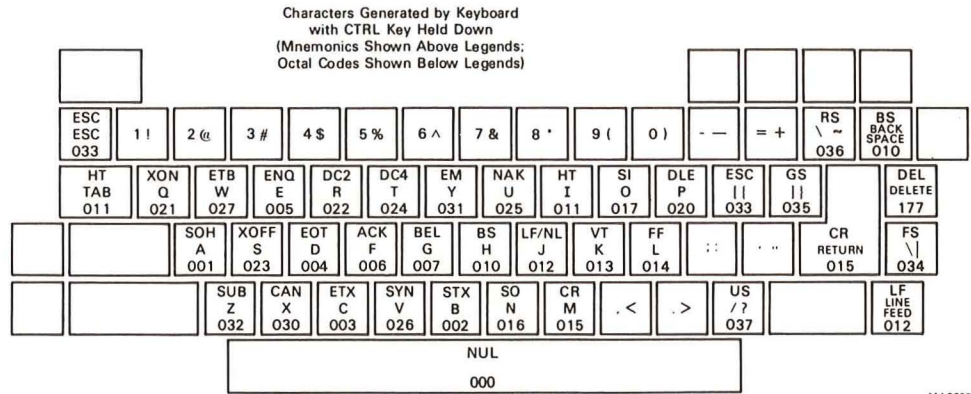 Characters Generated by Keyboard
with CTRL Key Held Down
(Mnemonics Shown Above Legends;
Octal Codes Shown Below Legends)
ESC RS BS
ESC 1 ! 2 @ 3 # 4 $ 5 % 6 ^ 7 & 8 * 9 ( 0 ) - — = + \ ~ BACK
SPACE
033 036 010
HT XON ETB ENQ DC2 DC4 EM NAK HT SI DLE ESC GS DEL
TAB Q W E R T Y U I O P [ { ] } DELETE
011 021 027 005 022 024 031 025 011 017 020 033 035 177
SOH XOFF EOT ACK BEL BS LF/NL VT FF CR FS
A S D F G H J K L ; : ' " RETURN \ |
001 023 004 006 007 010 012 013 014 015 034
SUB CAN ETX SYN STX SO CR US LF
Z X C V B N M , < . > / ? LINE
FEED
032 030 003 026 002 016 015 037 012
NUL
000